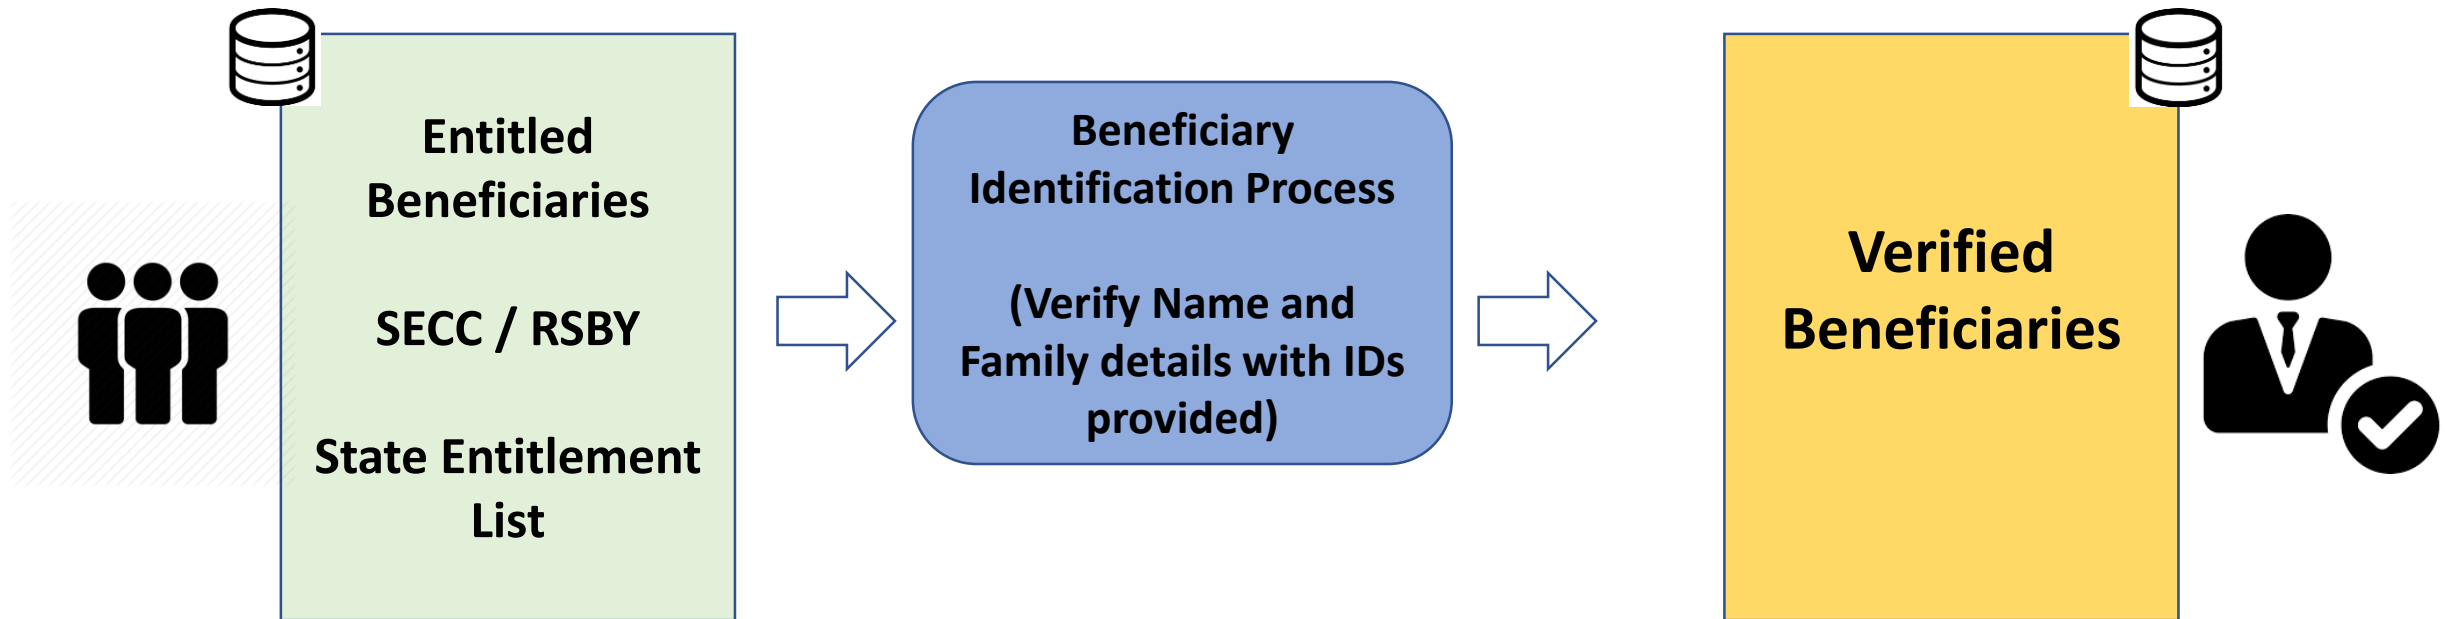 Entitled
Beneficiaries
SECC / RSBY
State Entitlement
List
Beneficiary
Identification Process
(Verify Name and
Family details with IDs
provided)
Verified
Beneficiaries